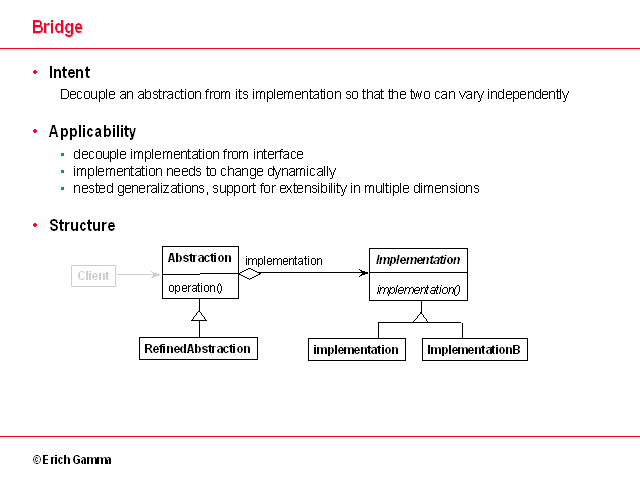 Bridge
• Intent
Decouple an abstraction from its implementation so that the two can vary independently
• Applicability
• decouple implementation from interface
• implementation needs to change dynamically
• nested generalizations, support for extensibility in multiple dimensions
• Structure
Client
Abstraction
operation()
implementation
Implementation
implementation()
RefinedAbstraction
implementation
ImplementationB
©Erich Gamma